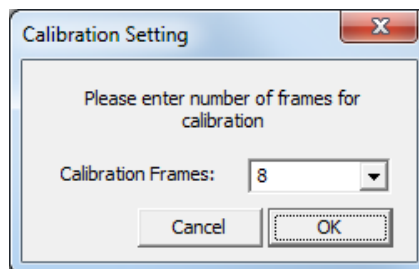 Calibration Setting
Please enter number of frames for
calibration
Calibration Frames: 8
Cancel OK